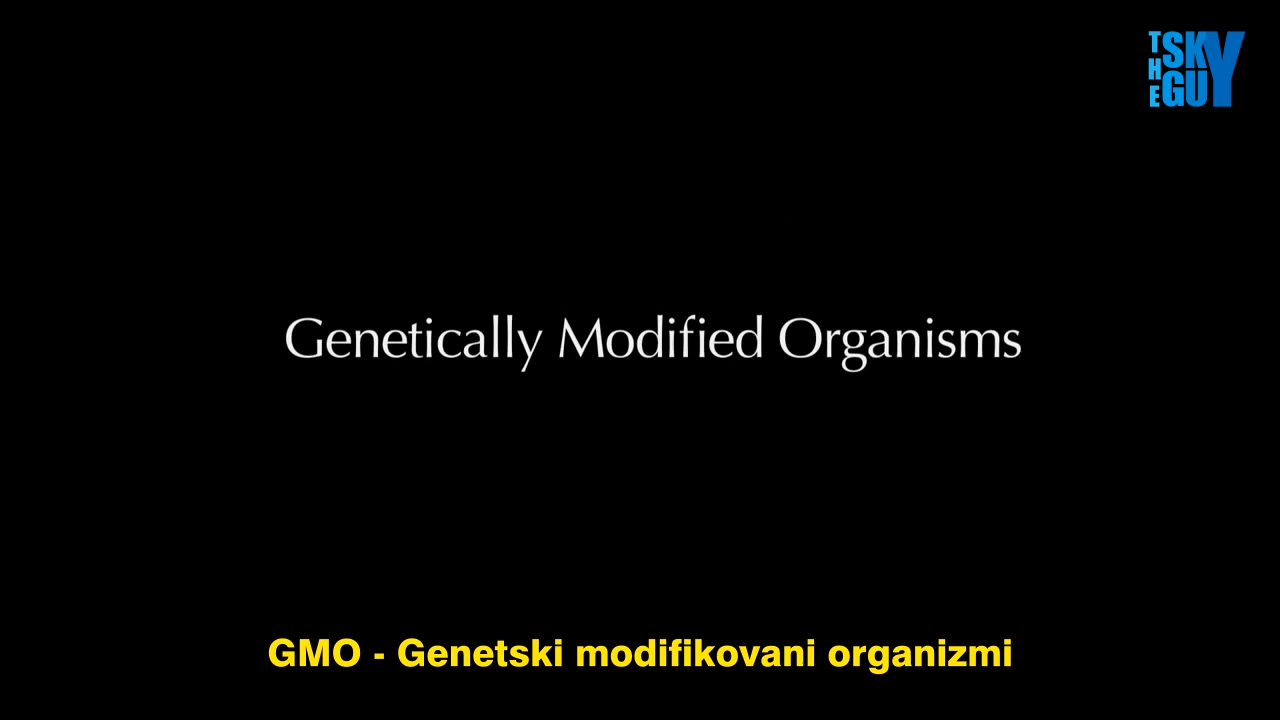 THE SKY GUY
Genetically Modified Organisms
GMO - Genetski modifikovani organizmi